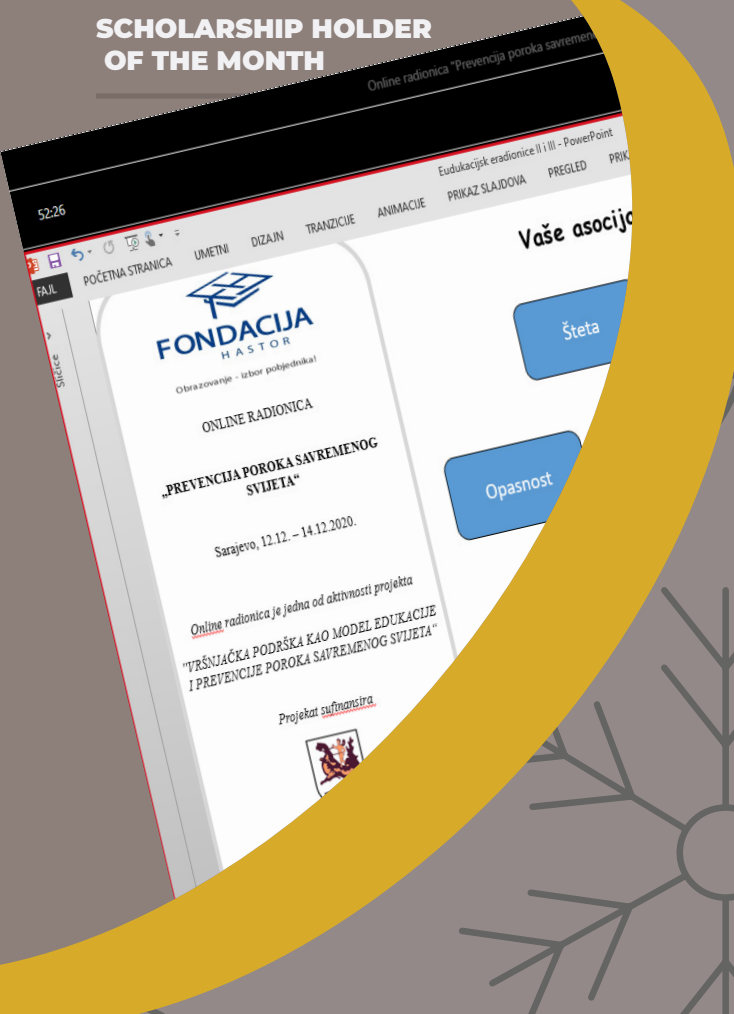 SCHOLARSHIP HOLDER
OF THE MONTH
Online radionica "Prevencija poroka savremenog
52:26
Eudukacijsk eradionice II i III - PowerPoint
FAJL POČETNA STRANICA UMETNI DIZAJN TRANZICIJE ANIMACIJE PRIKAZ SLAJDOVA PREGLED
Sličice
FONDACIJA
HASTOR
Obrazovanje - izbor pobjednika!
ONLINE RADIONICA
„PREVENCIJA POROKA SAVREMENOG
SVIJETA“
Sarajevo, 12.12. – 14.12.2020.
Online radionica je jedna od aktivnosti projekta
"VRŠNJAČKA PODRŠKA KAO MODEL EDUKACIJE
I PREVENCIJE POROKA SAVREMENOG SVIJETA“
Projekat sufinansira
Vaše
Šteta
Opasnost